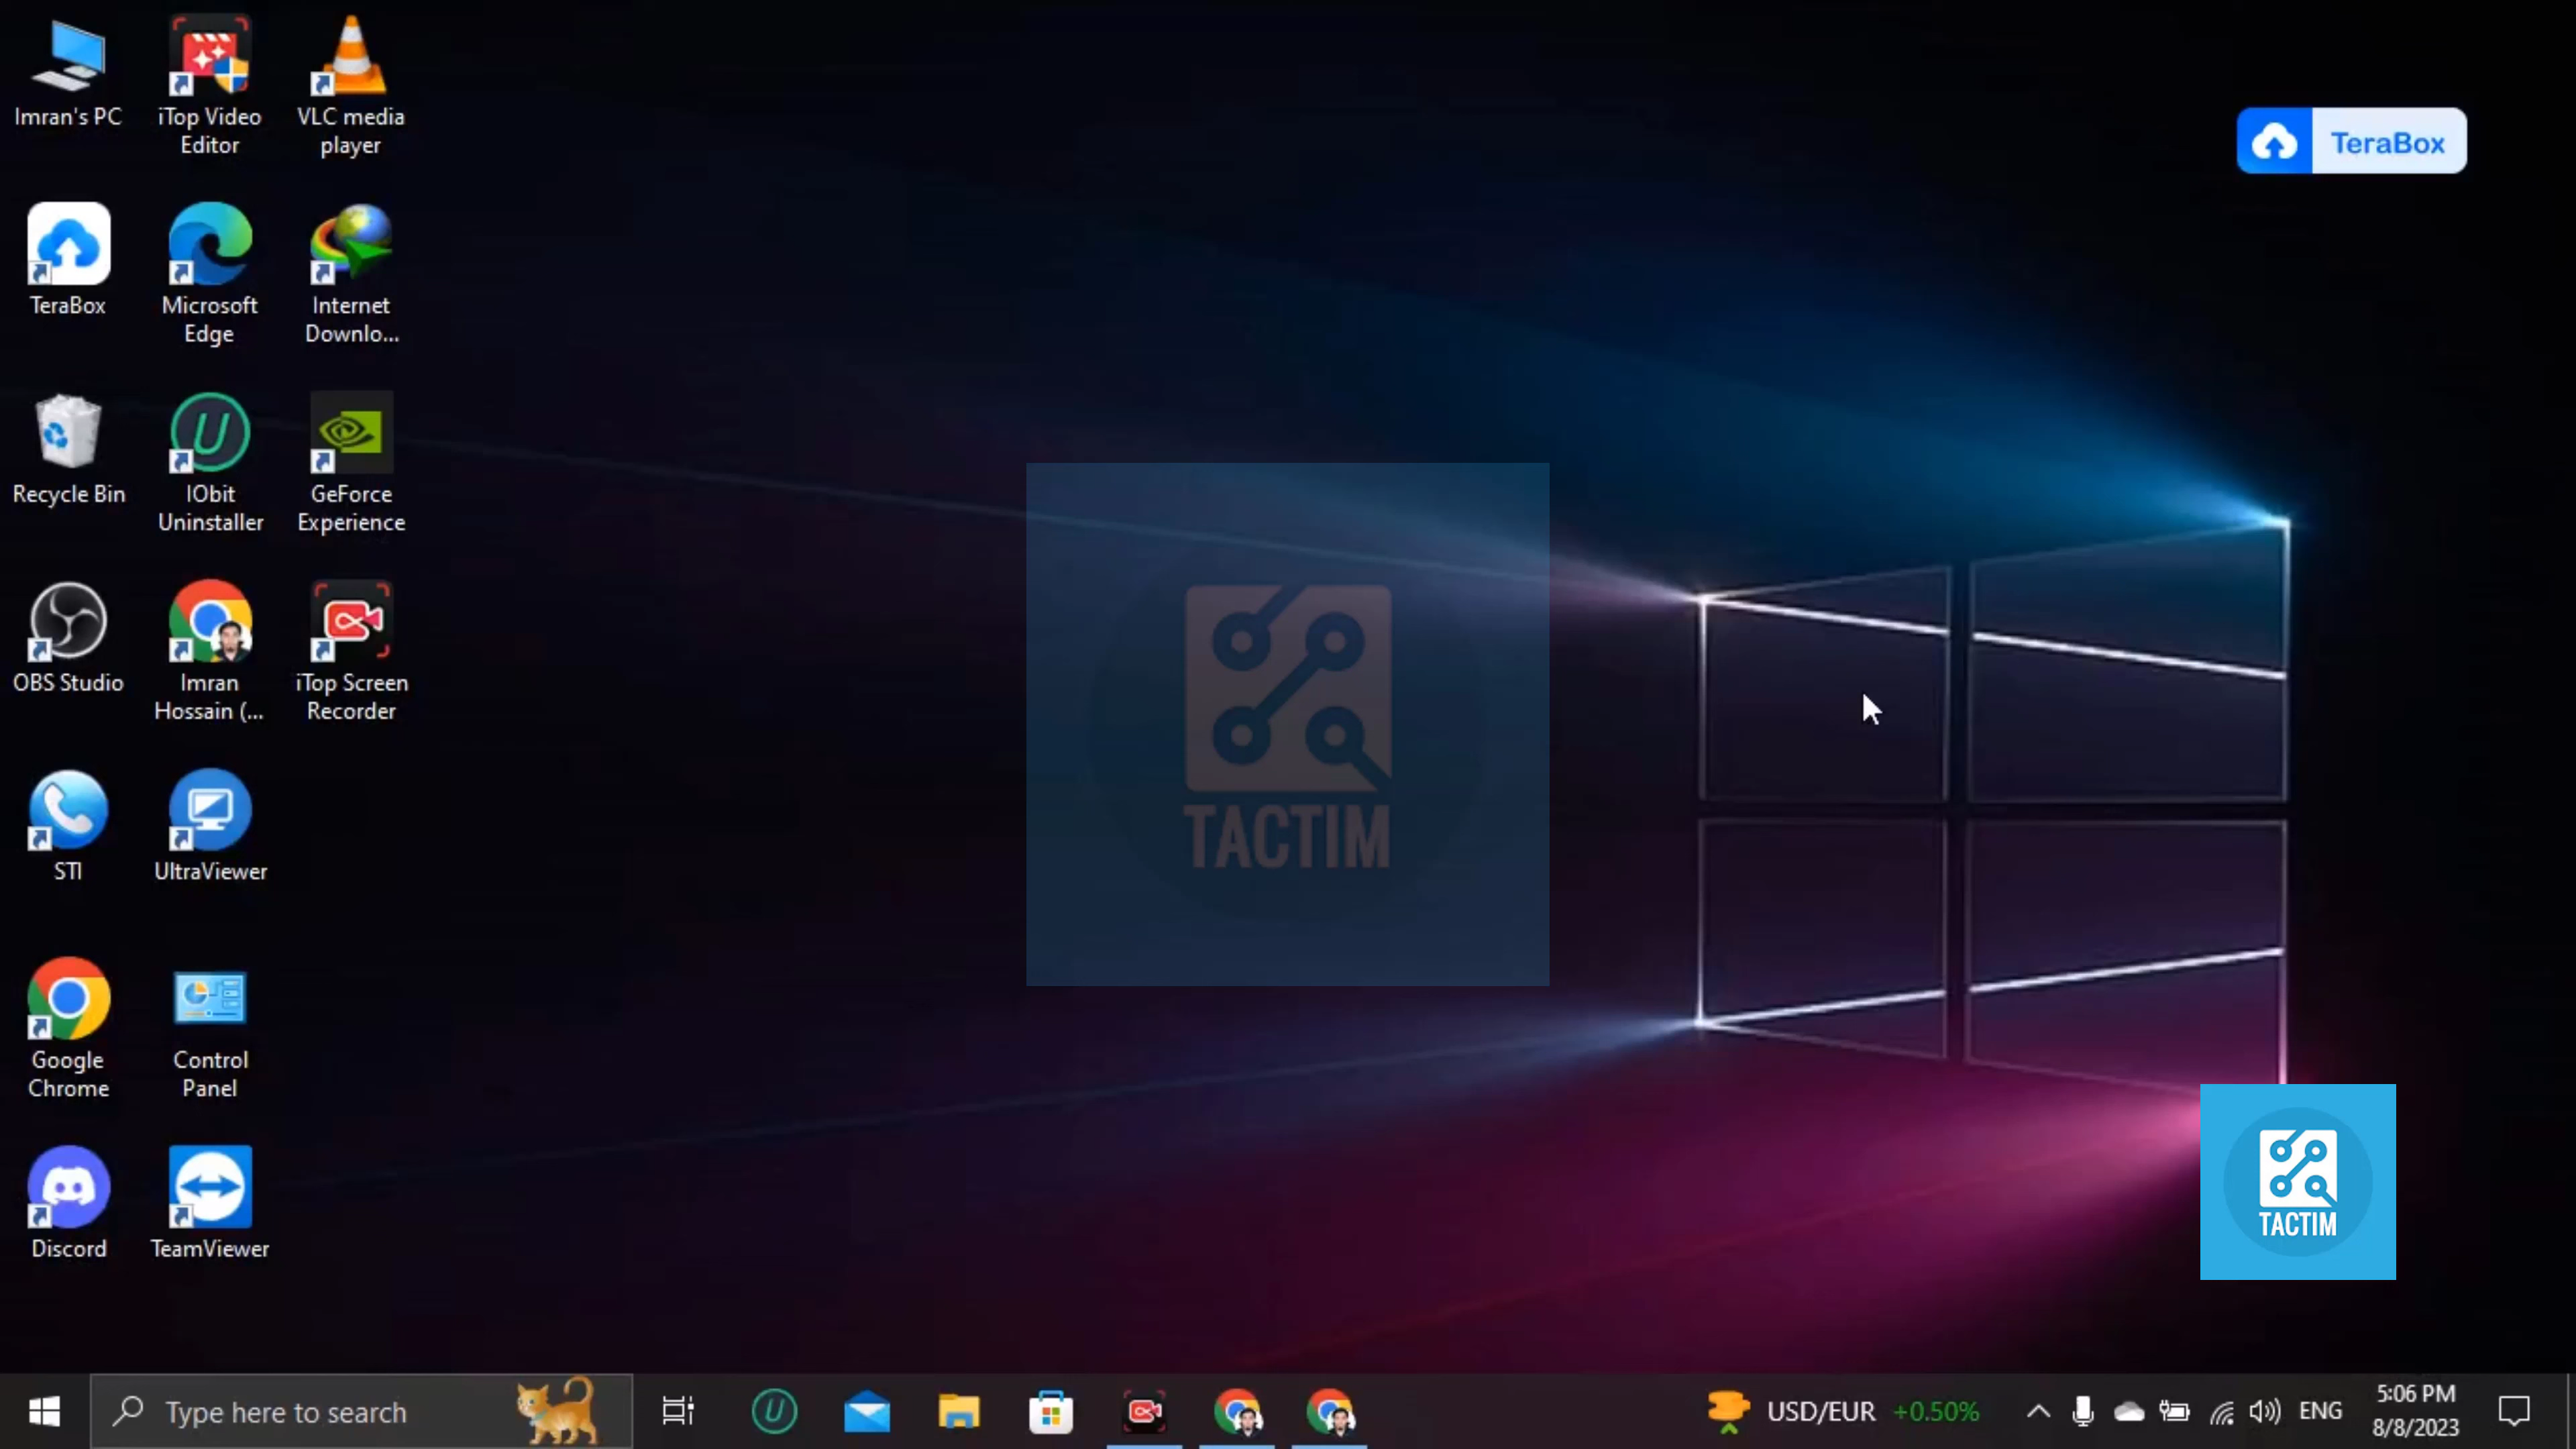 Imran's PC
iTop Video
Editor
VLC media
player
TeraBox
TeraBox
Microsoft
Edge
Internet
Downlo...
Recycle Bin
IObit
Uninstaller
GeForce
Experience
OBS Studio
Imran
Hossain (...
iTop Screen
Recorder
TACTIM
STI
UltraViewer
Google
Chrome
Control
Panel
Discord
TeamViewer
TACTIM
Type here to search
USD/EUR +0.50%
ENG
5:06 PM
8/8/2023